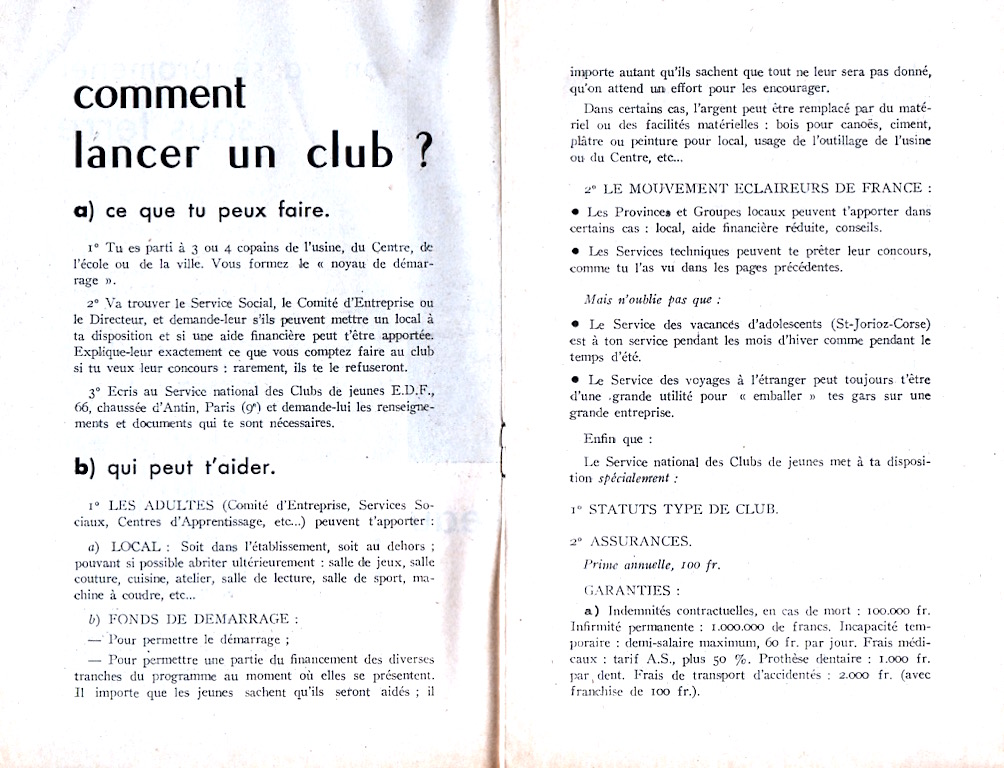 comment
lancer un club ?
a) ce que tu peux faire.
1° Tu es parti à 3 ou 4 copains de l'usine, du Centre, de
l'école ou de la ville. Vous formez le « noyau de démar-
rage ».
2° Va trouver le Service Social, le Comité d'Entreprise ou
le Directeur, et demande-leur s'ils peuvent mettre un local à
ta disposition et si une aide financière peut t'être apportée.
Explique-leur exactement ce que vous comptez faire au club
si tu veux leur concours : rarement, ils te le refuseront.
3° Ecris au Service national des Clubs de jeunes E.D.F.,
66, chaussée d'Antin, Paris (9e) et demande-lui les renseigne-
ments et documents qui te sont nécessaires.
b) qui peut t'aider.
1° LES ADULTES (Comité d'Entreprise, Services So-
ciaux, Centres d'Apprentissage, etc...) peuvent t'apporter :
a) LOCAL : Soit dans l'établissement, soit au dehors ;
pouvant si possible abriter ultérieurement : salle de jeux, salle
couture, cuisine, atelier, salle de lecture, salle de sport, ma-
chine à coudre, etc...
b) FONDS DE DEMARRAGE :
— Pour permettre le démarrage ;
— Pour permettre une partie du financement des diverses
tranches du programme au moment où elles se présentent.
Il importe que les jeunes sachent qu'ils seront aidés ; il
importe autant qu'ils sachent que tout ne leur sera pas donné,
qu'on attend un effort pour les encourager.
Dans certains cas, l'argent peut être remplacé par du maté-
riel ou des facilités matérielles : bois pour canoës, ciment,
plâtre ou peinture pour local, usage de l'outillage de l'usine
ou du Centre, etc...
2° LE MOUVEMENT ECLAIREURS DE FRANCE :
• Les Provinces et Groupes locaux peuvent t'apporter dans
certains cas : local, aide financière réduite, conseils.
• Les Services techniques peuvent te prêter leur concours,
comme tu l'as vu dans les pages précédentes.
Mais n'oublie pas que :
• Le Service des vacances d'adolescents (St-Jorioz-Corse)
est à ton service pendant les mois d'hiver comme pendant le
temps d'été.
• Le Service des voyages à l'étranger peut toujours t'être
d'une grande utilité pour « emballer » tes gars sur une
grande entreprise.
Enfin que :
Le Service national des Clubs de jeunes met à ta disposi-
tion spécialement :
1° STATUTS TYPE DE CLUB.
2° ASSURANCES.
Prime annuelle, 100 fr.
GARANTIES :
a) Indemnités contractuelles, en cas de mort : 100.000 fr.
Infirmité permanente : 1.000.000 de francs. Incapacité tem-
poraire : demi-salaire maximum, 60 fr. par jour. Frais médi-
caux : tarif A.S., plus 50 %. Prothèse dentaire : 1.000 fr.
par dent. Frais de transport d'accidentés : 2.000 fr. (avec
franchise de 100 fr.).